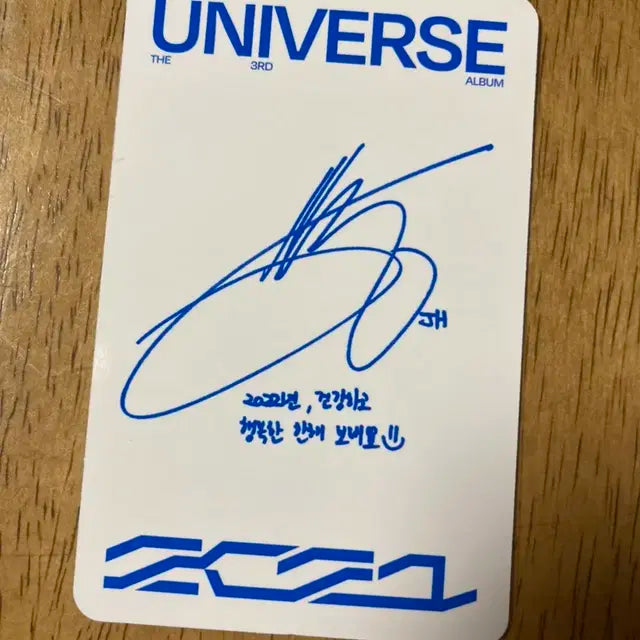 UNIVERSE
THE 3RD ALBUM
JH
2022년, 건강하고
행복한 한해 보내요
2021